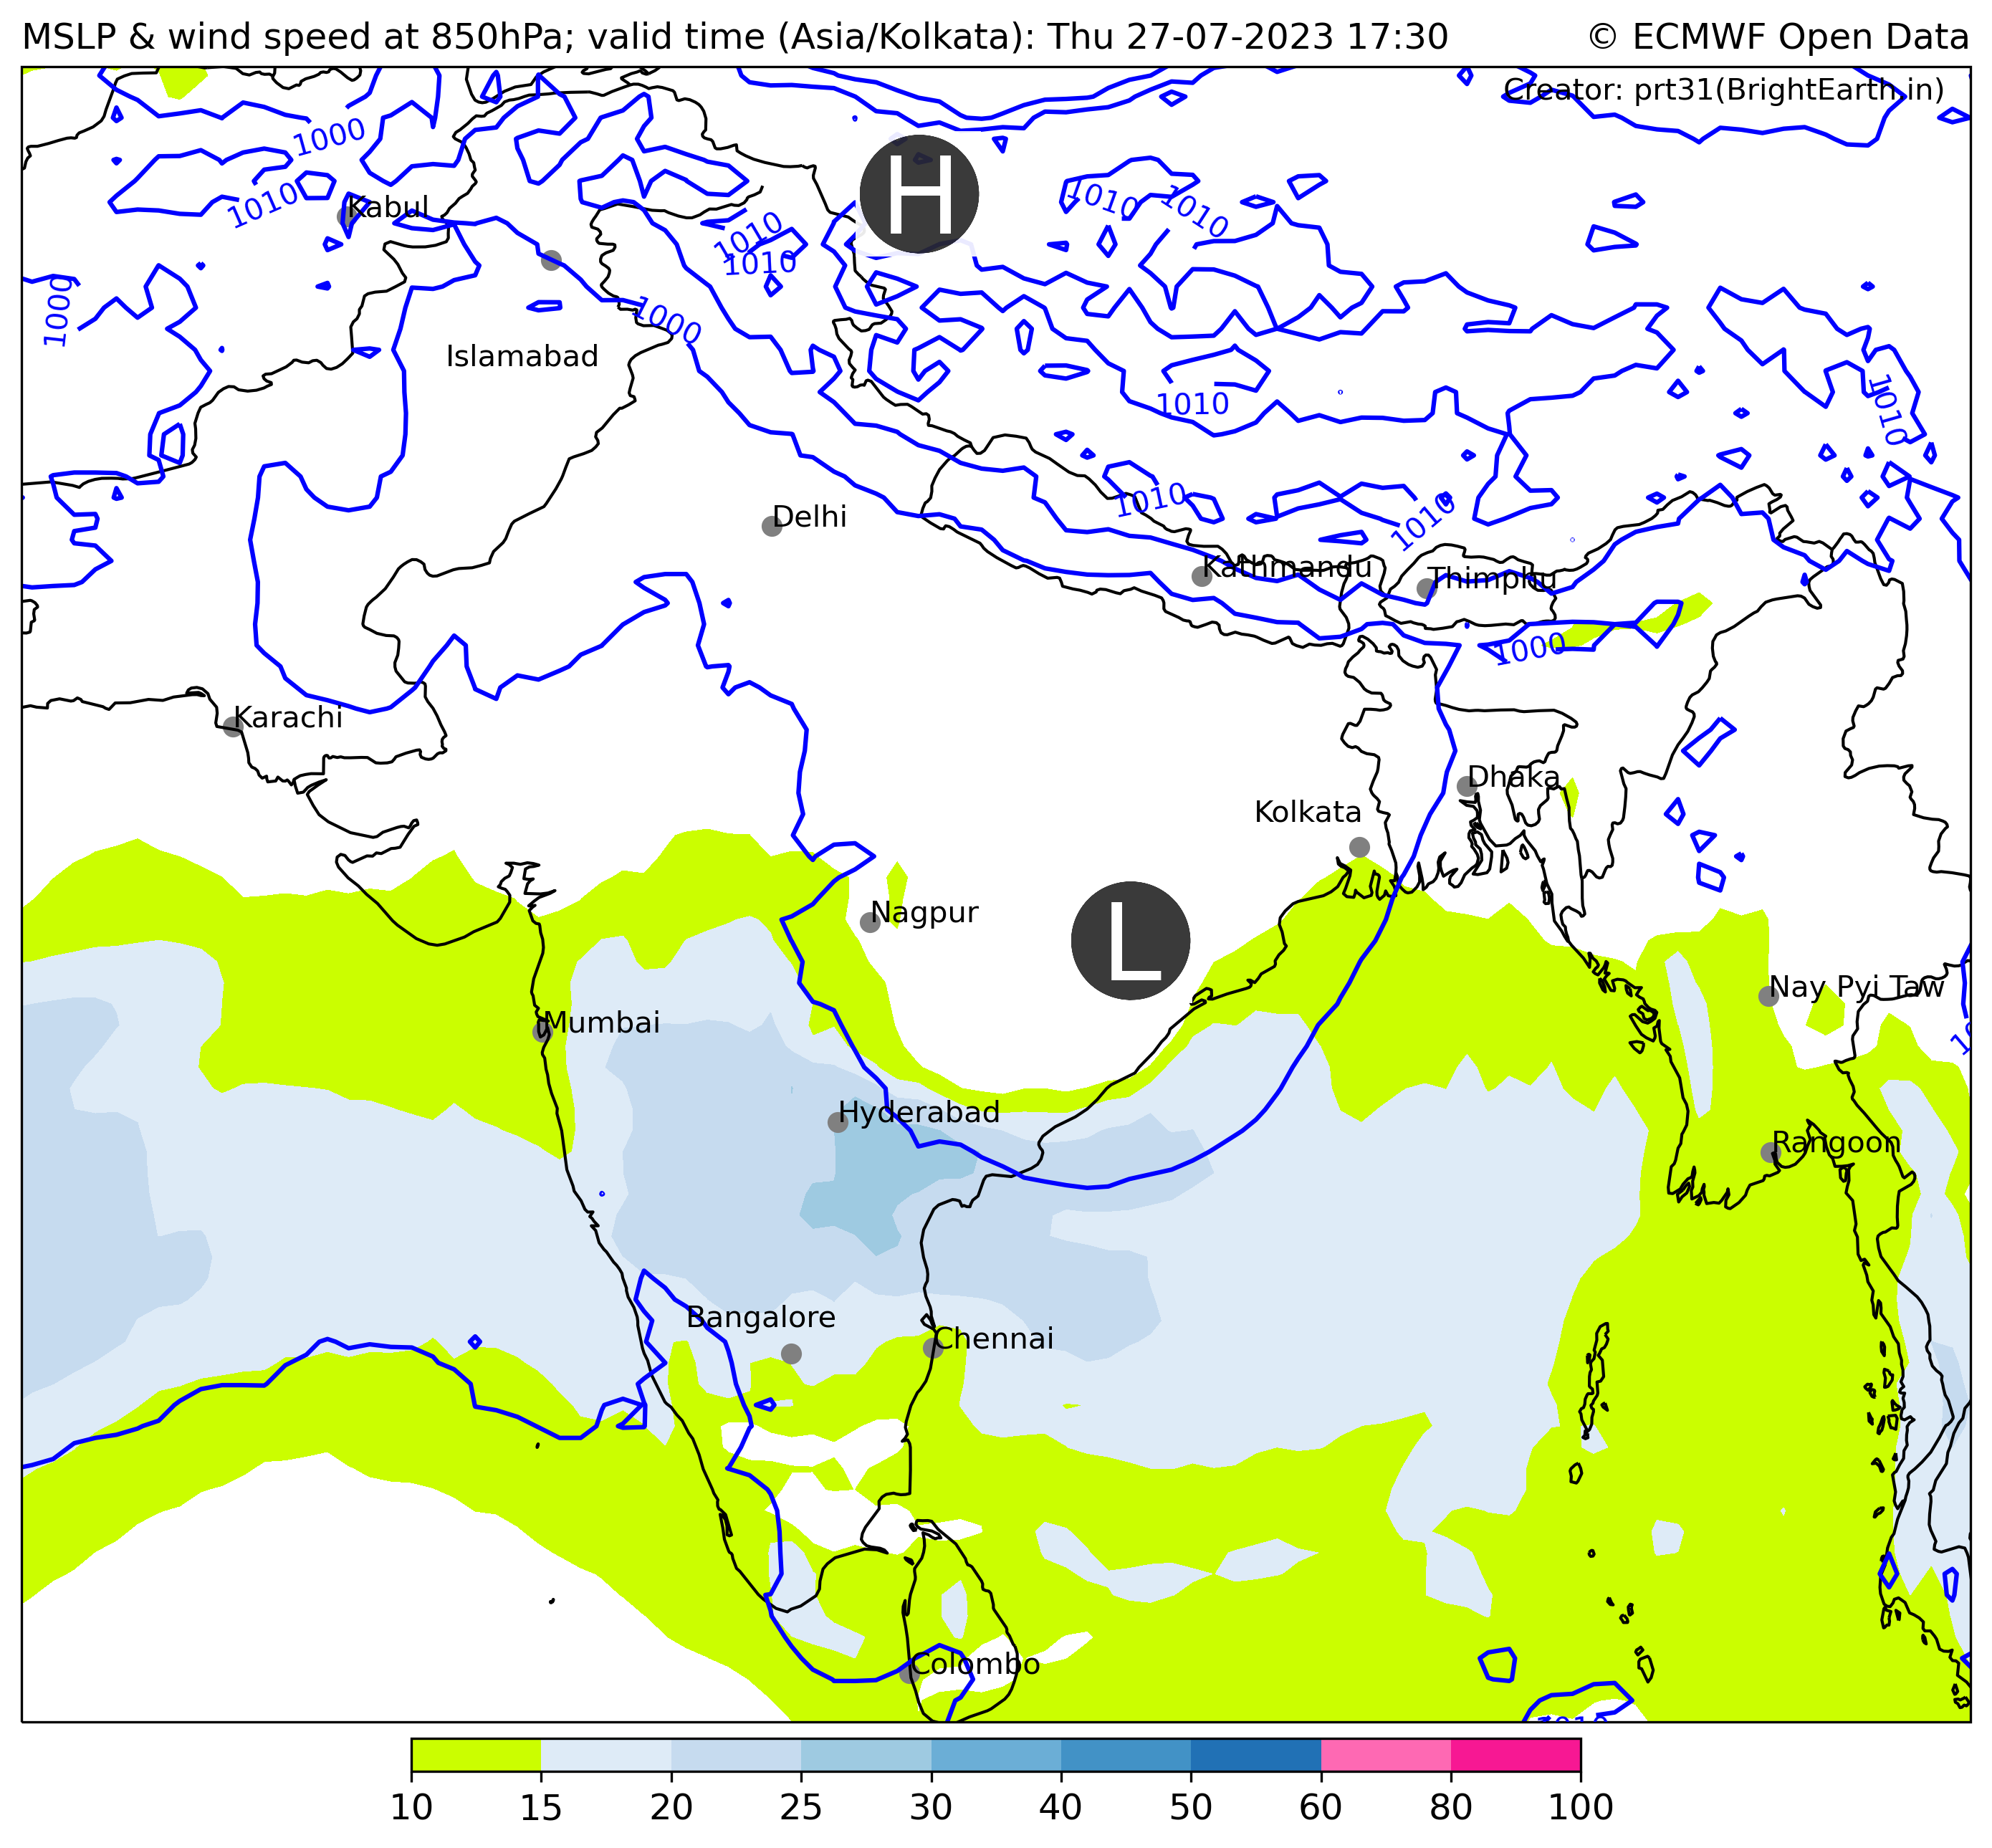 MSLP & wind speed at 850hPa; valid time (Asia/Kolkata): Thu 27-07-2023 17:30
© ECMWF Open Data
Creator: prt31(BrightEarth.in)
1000
H
1010
1010
1010
Kabul
1010
1010
1010
1000
1000
Islamabad
1010
1010
1010
1010
Delhi
Kathmandu
Thimphu
1000
Karachi
Dhaka
Kolkata
Nagpur
L
Nay Pyi Taw
Mumbai
Hyderabad
Rangoon
Bangalore
Chennai
Colombo
1010
10 15 20 25 30 40 50 60 80 100